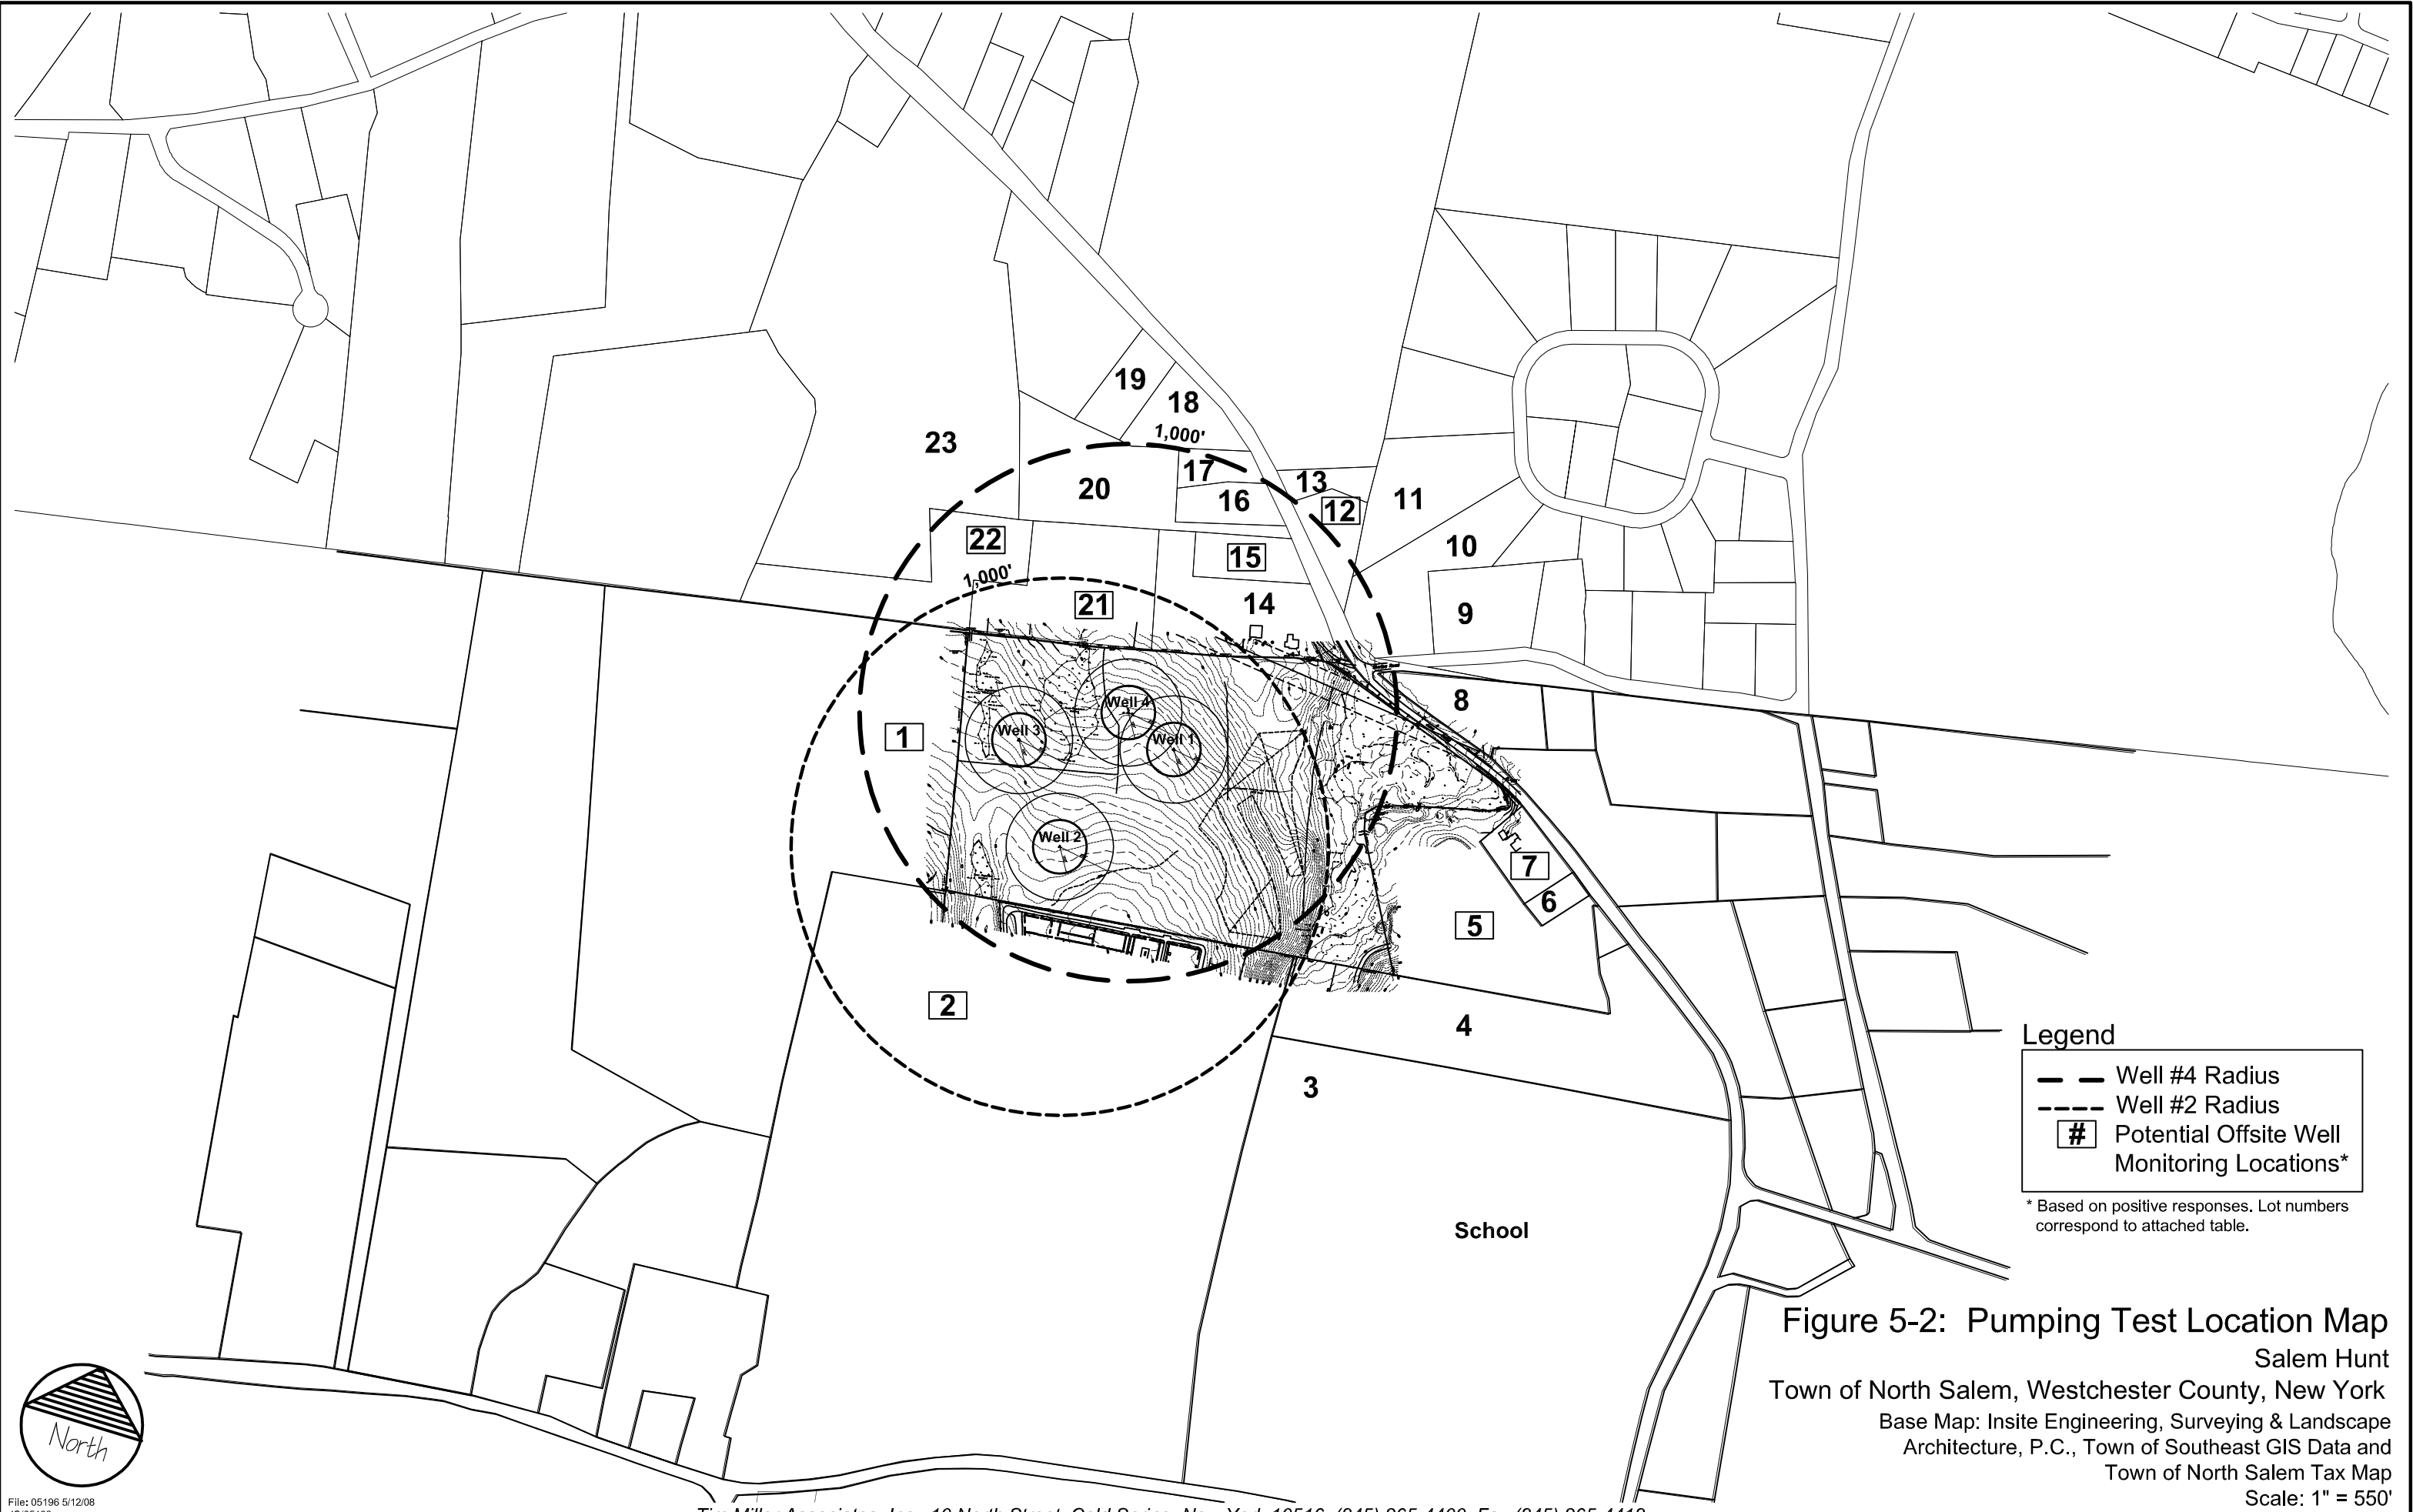 19
18
1,000'
23
17
13
20
16
12
11
22
15
10
1,000'
21
14
9
8
Well 4
Well 3
Well 1
1
Well 2
7
6
5
2
4
3
School
Legend
Well #4 Radius
Well #2 Radius
# Potential Offsite Well
Monitoring Locations*
* Based on positive responses. Lot numbers
correspond to attached table.
Figure 5-2: Pumping Test Location Map
Salem Hunt
Town of North Salem, Westchester County, New York
Base Map: Insite Engineering, Surveying & Landscape
Architecture, P.C., Town of Southeast GIS Data and
Town of North Salem Tax Map
Scale: 1" = 550'
North
File: 05196 5/12/08